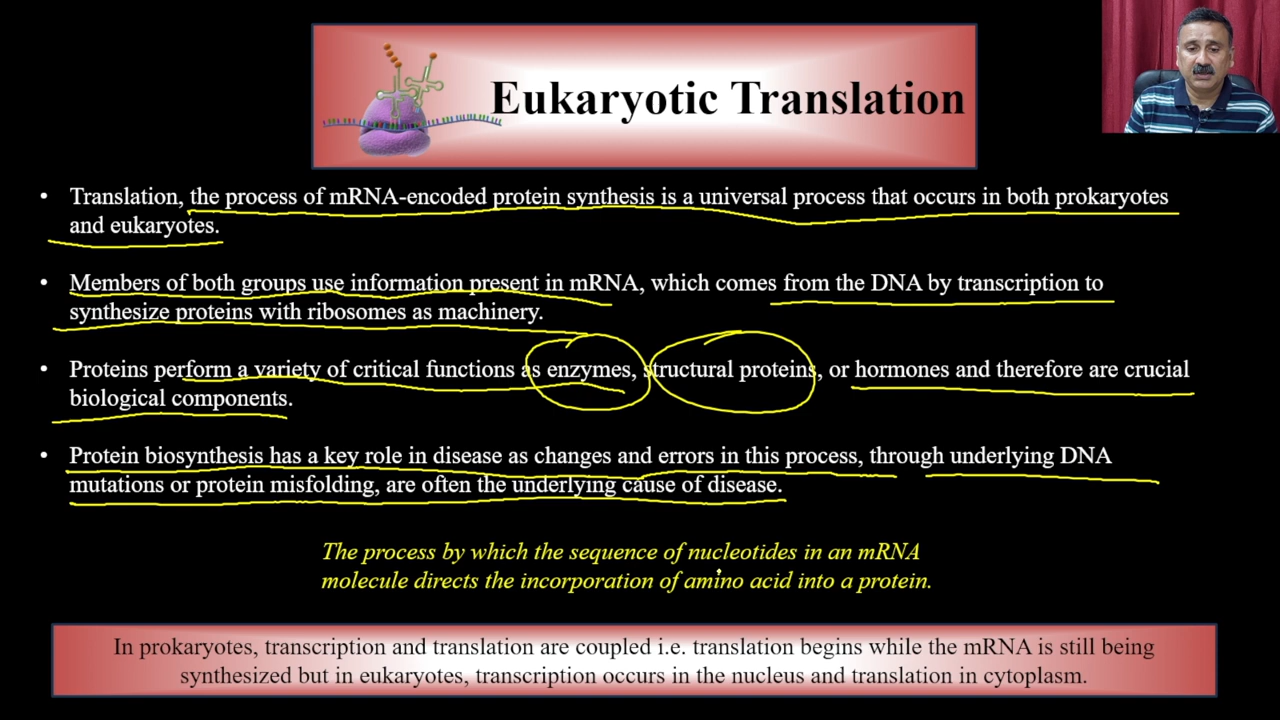 Eukaryotic Translation
• Translation, the process of mRNA-encoded protein synthesis is a universal process that occurs in both prokaryotes
and eukaryotes.
• Members of both groups use information present in mRNA, which comes from the DNA by transcription to
synthesize proteins with ribosomes as machinery.
• Proteins perform a variety of critical functions as enzymes, structural proteins, or hormones and therefore are crucial
biological components.
• Protein biosynthesis has a key role in disease as changes and errors in this process, through underlying DNA
mutations or protein misfolding, are often the underlying cause of disease.
The process by which the sequence of nucleotides in an mRNA
molecule directs the incorporation of amino acid into a protein.
In prokaryotes, transcription and translation are coupled i.e. translation begins while the mRNA is still being
synthesized but in eukaryotes, transcription occurs in the nucleus and translation in cytoplasm.